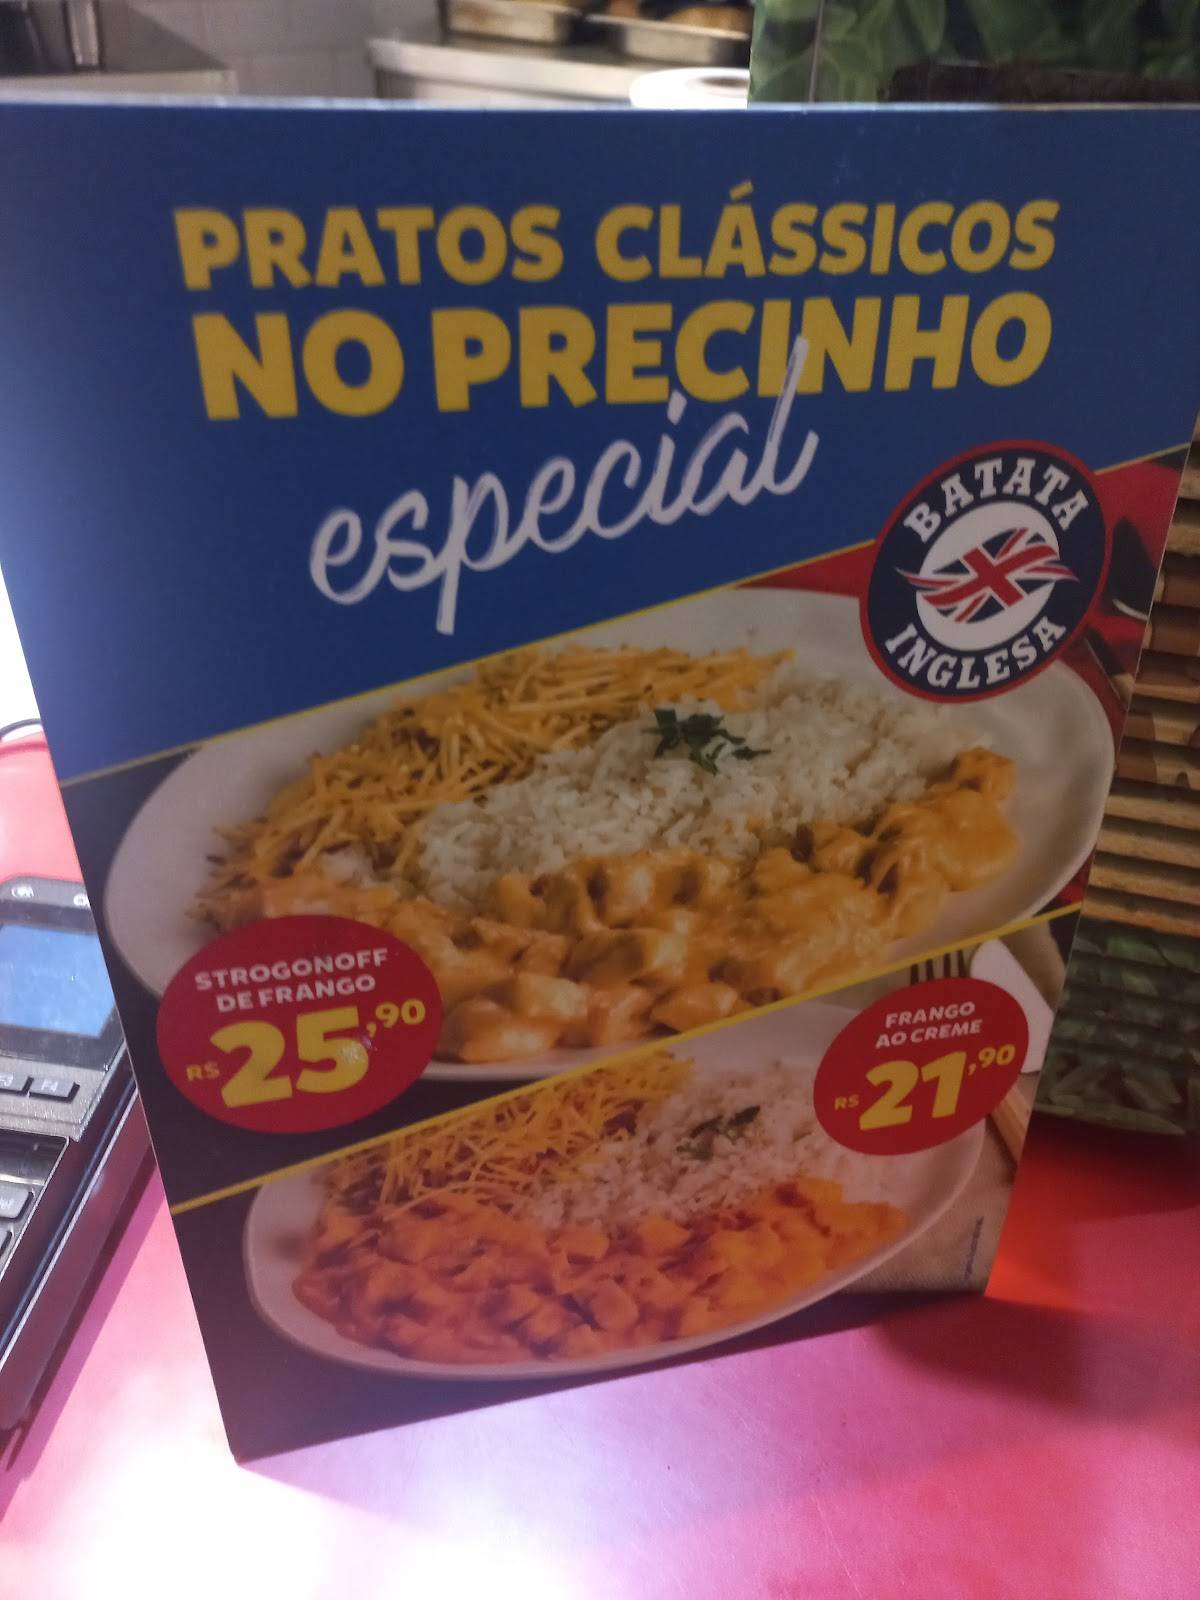 PRATOS CLÁSSICOS
NO PRECINHO
especial
BATATA
INGLESA
STROGONOFF
DE FRANGO
R$ 25,90
FRANGO
AO CREME
R$ 21,90